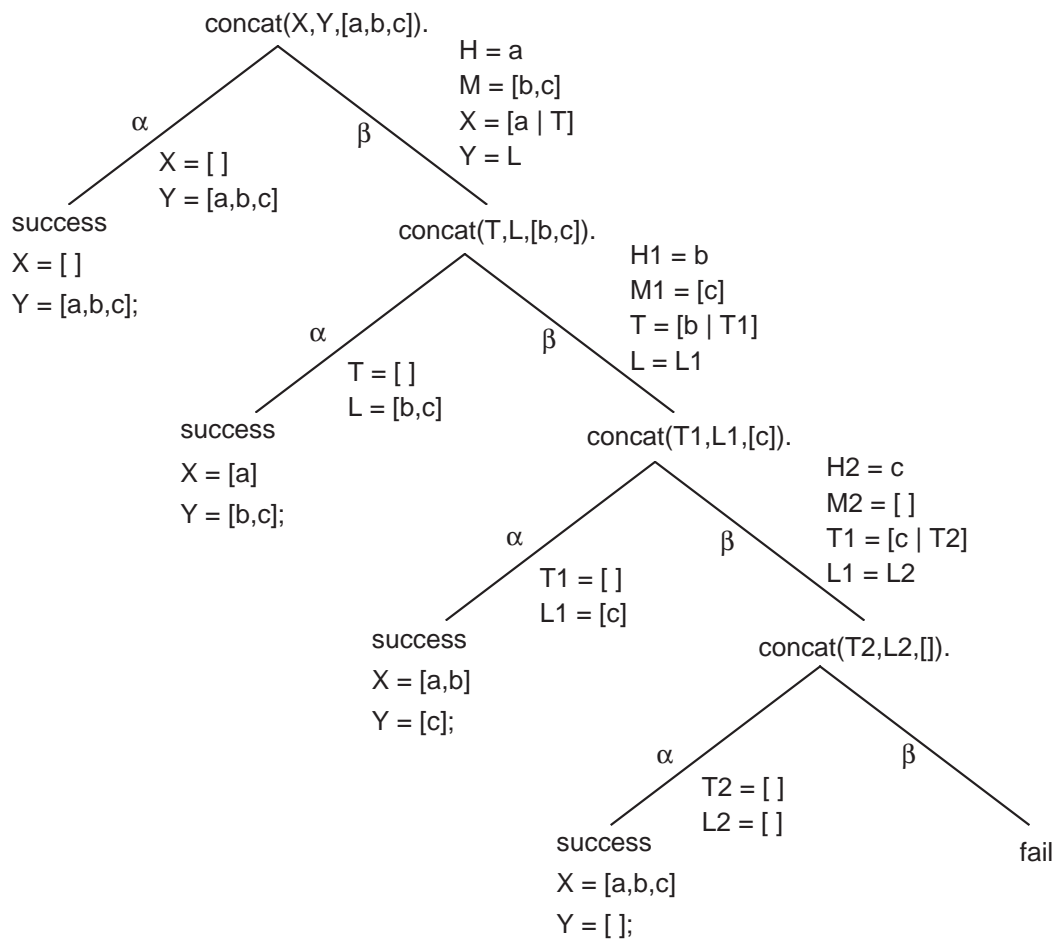 concat(X,Y,[a,b,c]).
H = a
M = [b,c]
X = [a | T]
Y = L
α
β
X = [ ]
Y = [a,b,c]
success
X = [ ]
Y = [a,b,c];
concat(T,L,[b,c]).
H1 = b
M1 = [c]
T = [b | T1]
L = L1
α
β
T = [ ]
L = [b,c]
success
X = [a]
Y = [b,c];
concat(T1,L1,[c]).
H2 = c
M2 = [ ]
T1 = [c | T2]
L1 = L2
α
β
T1 = [ ]
L1 = [c]
success
X = [a,b]
Y = [c];
concat(T2,L2,[]).
α
β
T2 = [ ]
L2 = [ ]
success
X = [a,b,c]
Y = [ ];
fail